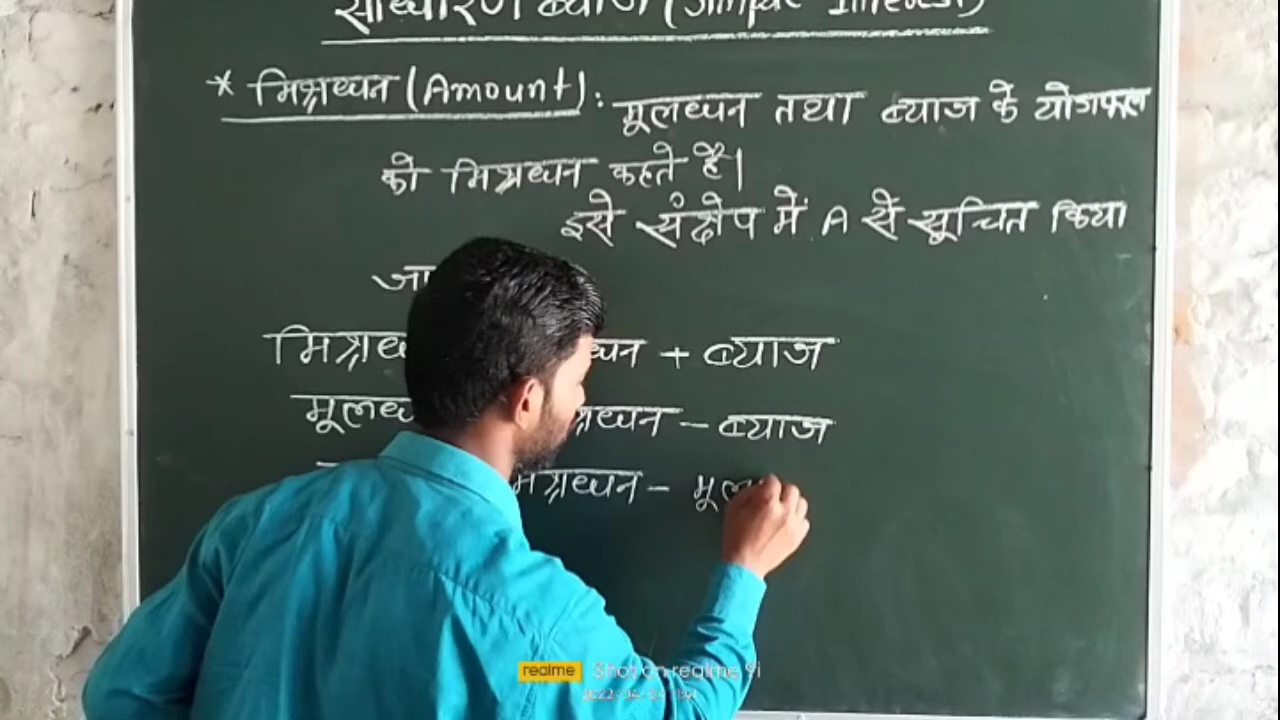 साधारण ब्याज (Simple Interest)
* मिश्रधन (Amount) : मूलधन तथा ब्याज के योगफल
को मिश्रधन कहते है।
इसे संक्षेप में A सें सूचित किया
जा
मिश्रध धन + ब्याज
मूलध श्रधन - ब्याज
मिश्रधन - मूल
realme Shot on realme 9i